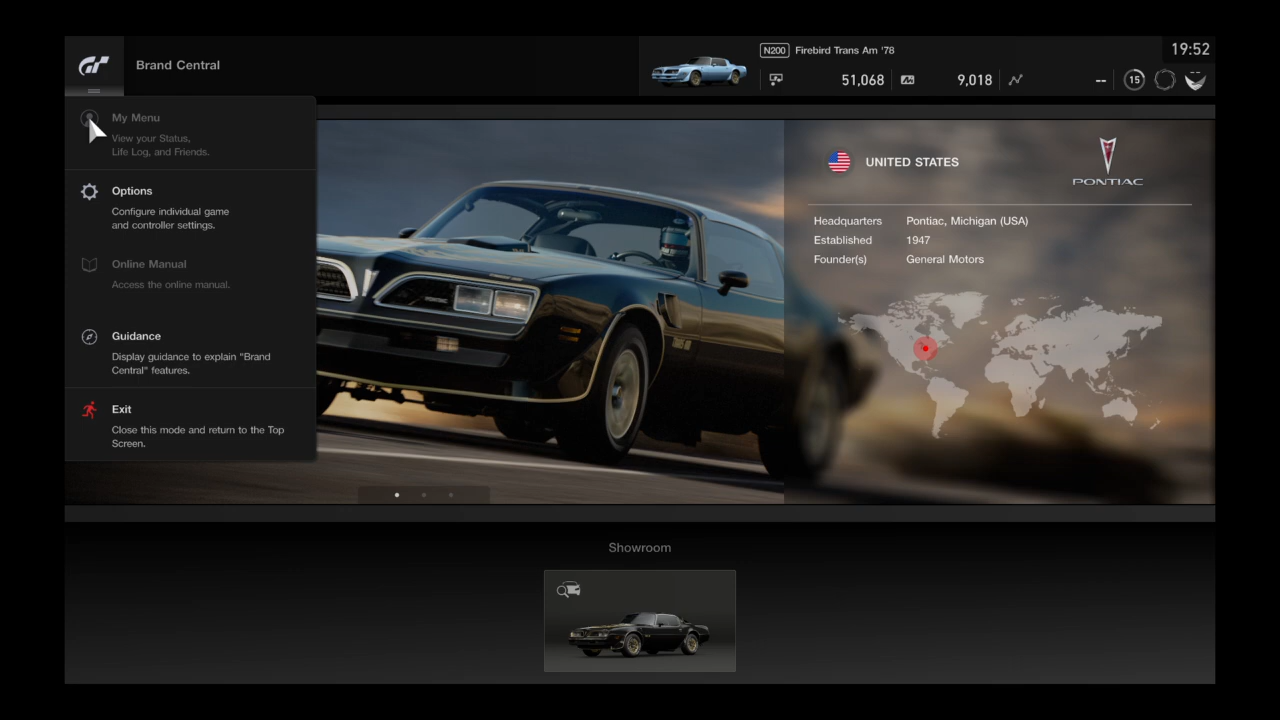 Brand Central
N200 Firebird Trans Am '78
19:52
51,068
9,018
--
15
--
My Menu
View your Status,
Life Log, and Friends.
Options
Configure individual game
and controller settings.
Online Manual
Access the online manual.
Guidance
Display guidance to explain "Brand
Central" features.
Exit
Close this mode and return to the Top
Screen.
UNITED STATES
PONTIAC
Headquarters Pontiac, Michigan (USA)
Established 1947
Founder(s) General Motors
PONTIAC
TRANS AM
Showroom